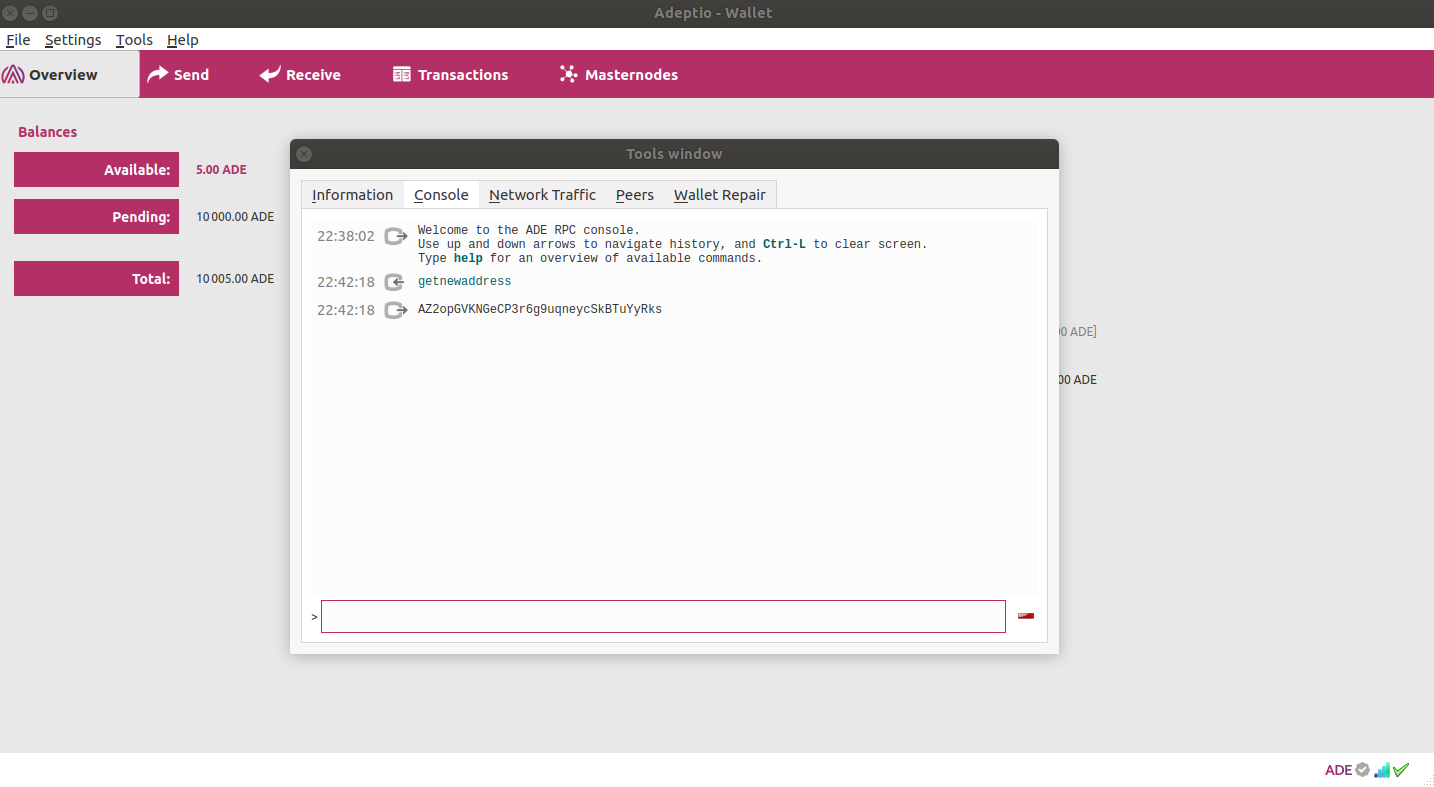 Adeptio - Wallet
File Settings Tools Help
Overview Send Receive Transactions Masternodes
Balances
Available: 5.00 ADE
Pending: 10 000.00 ADE
Total: 10 005.00 ADE
Tools window
Information Console Network Traffic Peers Wallet Repair
22:38:02 Welcome to the ADE RPC console.
Use up and down arrows to navigate history, and Ctrl-L to clear screen.
Type help for an overview of available commands.
22:42:18 getnewaddress
22:42:18 AZ2opGVKNGeCP3r6g9uqneycSkBTuYyRks
00 ADE]
00 ADE
>
ADE